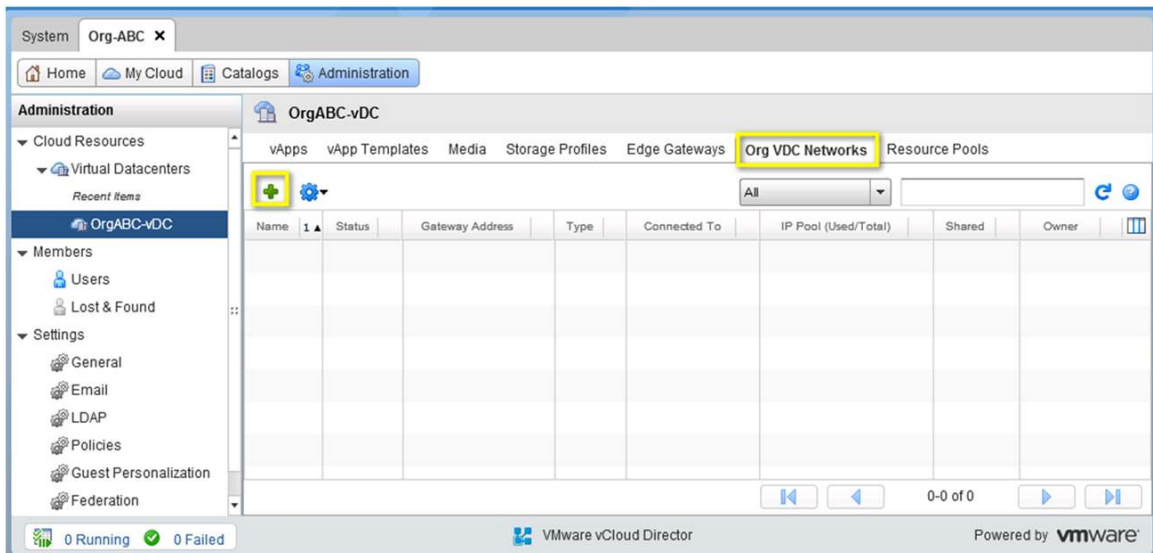 System Org-ABC ✖
Home My Cloud Catalogs Administration
Administration
OrgABC-vDC
Cloud Resources
Virtual Datacenters
Recent Items
OrgABC-vDC
Members
Users
Lost & Found
Settings
General
Email
LDAP
Policies
Guest Personalization
Federation
vApps vApp Templates Media Storage Profiles Edge Gateways Org VDC Networks Resource Pools
All
Name 1 ▲ Status Gateway Address Type Connected To IP Pool (Used/Total) Shared Owner
0-0 of 0
0 Running 0 Failed
VMware vCloud Director
Powered by vmware